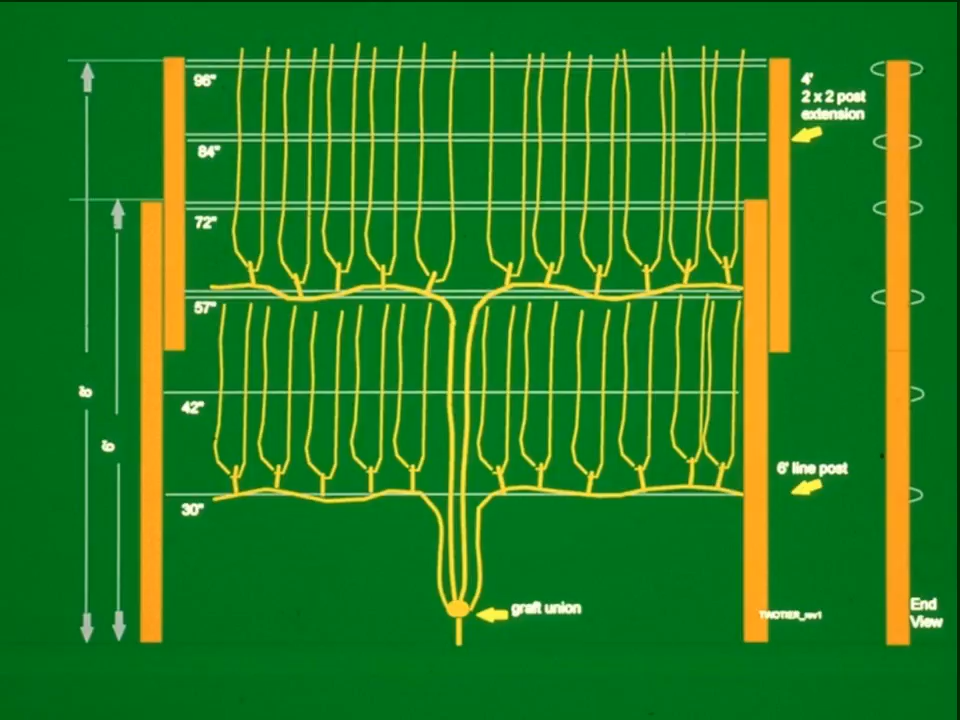 96"
4'
2 x 2 post
extension
84"
72"
57"
8'
42"
6'
6' line post
30"
graft union
TWOTIER_rev1
End
View